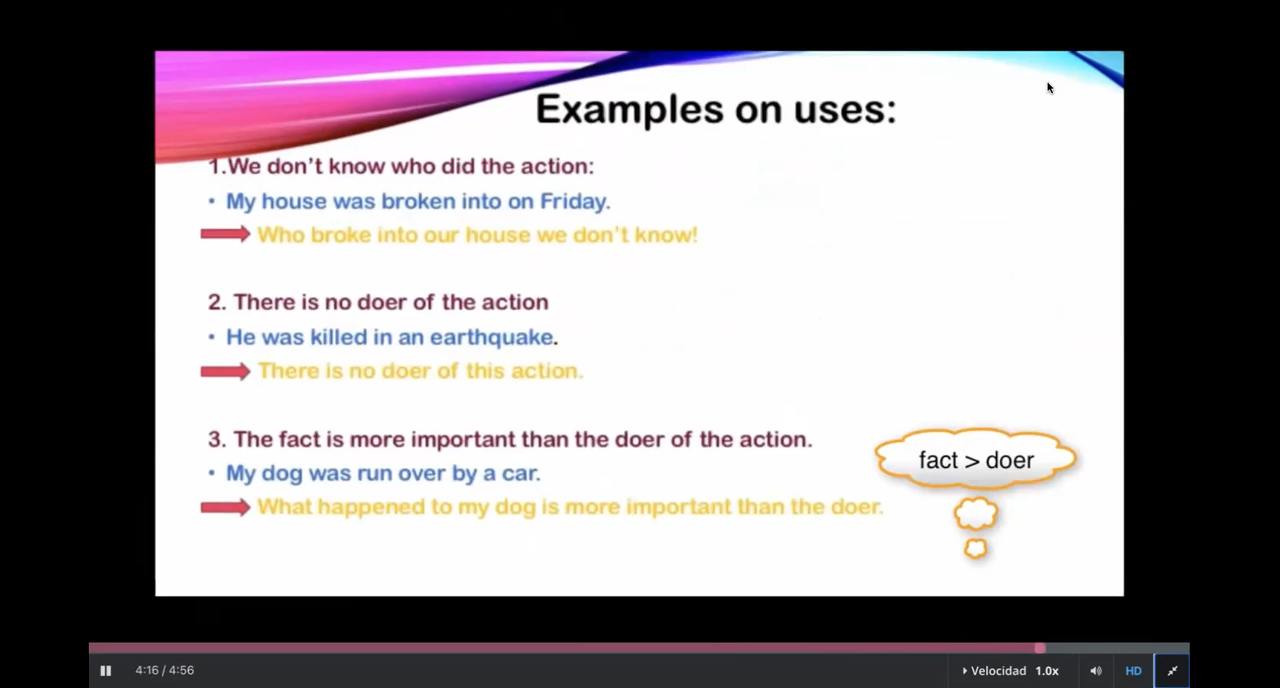 Examples on uses:
1.We don't know who did the action:
• My house was broken into on Friday.
Who broke into our house we don't know!
2. There is no doer of the action
• He was killed in an earthquake.
There is no doer of this action.
3. The fact is more important than the doer of the action.
• My dog was run over by a car.
What happened to my dog is more important than the doer.
fact > doer
4:16 / 4:56
Velocidad 1.0x
HD